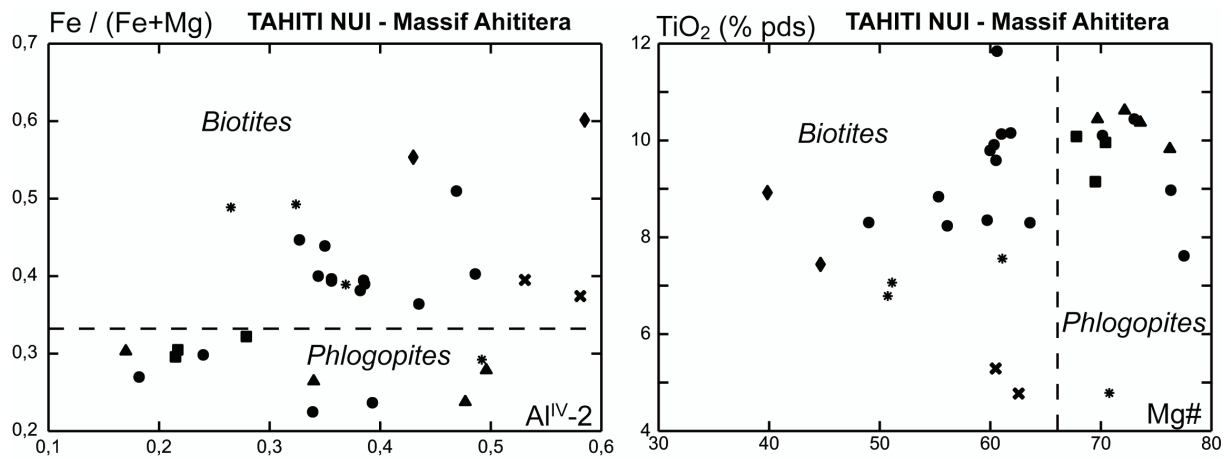 Fe / (Fe+Mg) TAHITI NUI - Massif Ahititera
0,7
0,6
0,5
0,4
0,3
0,2
Biotites
Phlogopites
Al^IV-2
0,1 0,2 0,3 0,4 0,5 0,6
TiO₂ (% pds) TAHITI NUI - Massif Ahititera
12
10
8
6
4
Biotites
Phlogopites
Mg#
30 40 50 60 70 80